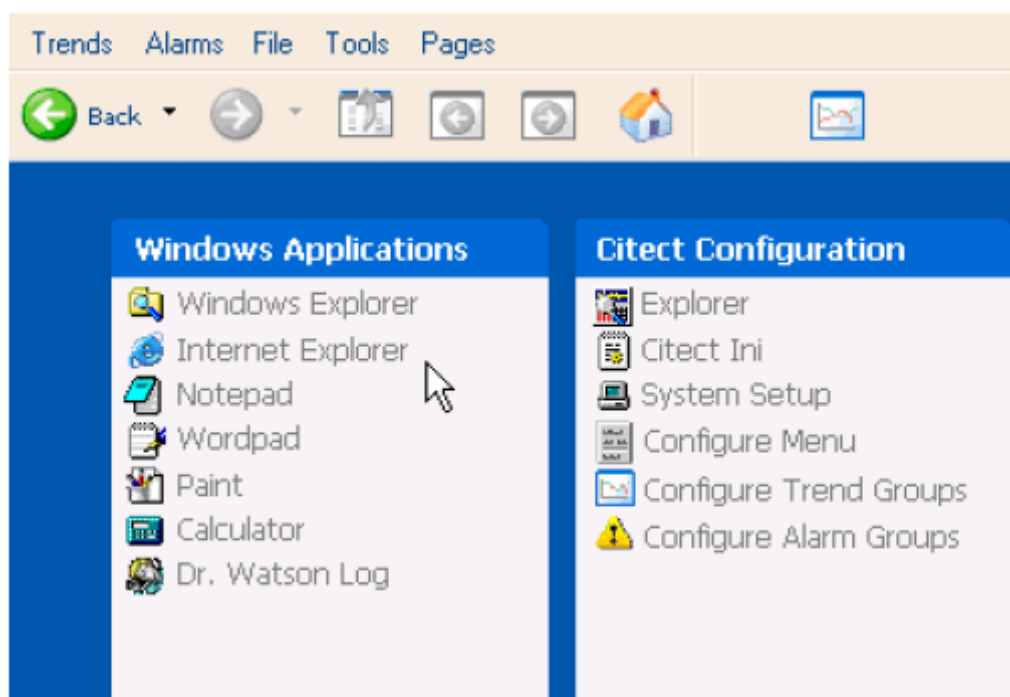 Trends Alarms File Tools Pages
Back
Windows Applications
Windows Explorer
Internet Explorer
Notepad
Wordpad
Paint
Calculator
Dr. Watson Log
Citect Configuration
Explorer
Citect Ini
System Setup
Configure Menu
Configure Trend Groups
Configure Alarm Groups